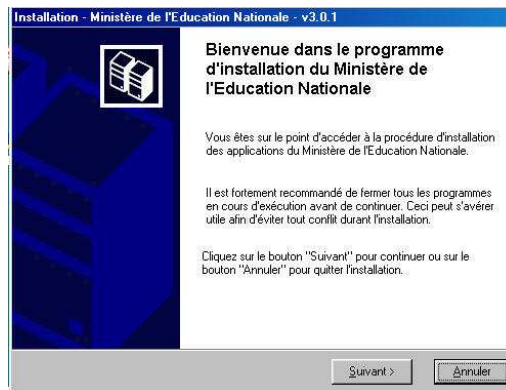 Installation - Ministère de l'Education Nationale - v3.0.1
Bienvenue dans le programme
d'installation du Ministère de
l'Education Nationale
Vous êtes sur le point d'accéder à la procédure d'installation
des applications du Ministère de l'Education Nationale.
Il est fortement recommandé de fermer tous les programmes
en cours d'exécution avant de continuer. Ceci peut s'avérer
utile afin d'éviter tout conflit durant l'installation.
Cliquez sur le bouton "Suivant" pour continuer ou sur le
bouton "Annuler" pour quitter l'installation.
Suivant >
Annuler